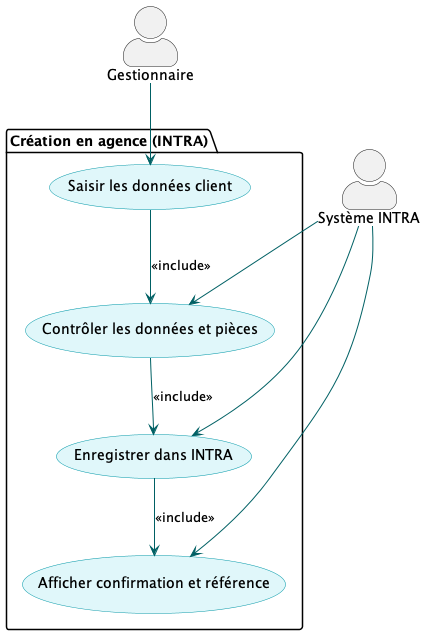 Gestionnaire
Création en agence (INTRA)
Saisir les données client
Système INTRA
«include»
Contrôler les données et pièces
«include»
Enregistrer dans INTRA
«include»
Afficher confirmation et référence